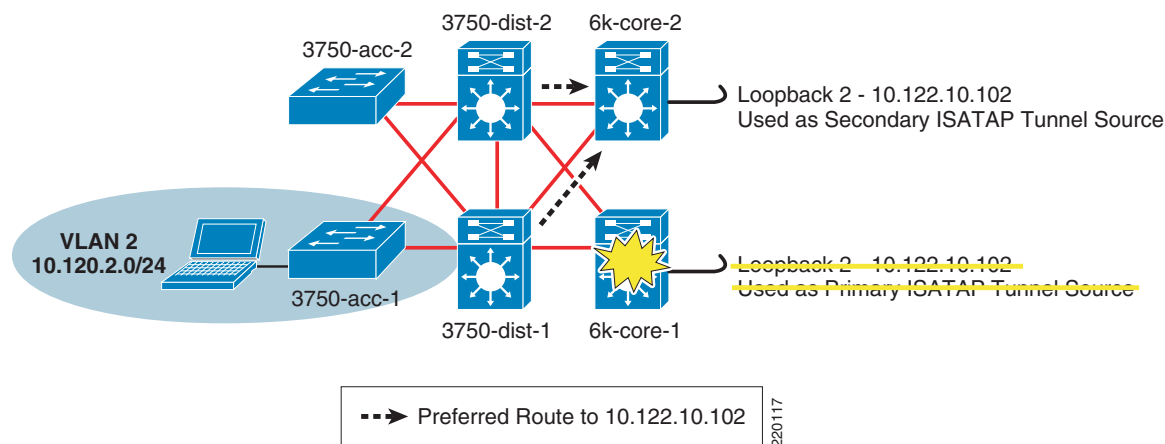 3750-dist-2
6k-core-2
3750-acc-2
Loopback 2 - 10.122.10.102
Used as Secondary ISATAP Tunnel Source
VLAN 2
10.120.2.0/24
3750-acc-1
Loopback 2 - 10.122.10.102
Used as Primary ISATAP Tunnel Source
3750-dist-1
6k-core-1
Preferred Route to 10.122.10.102
220117